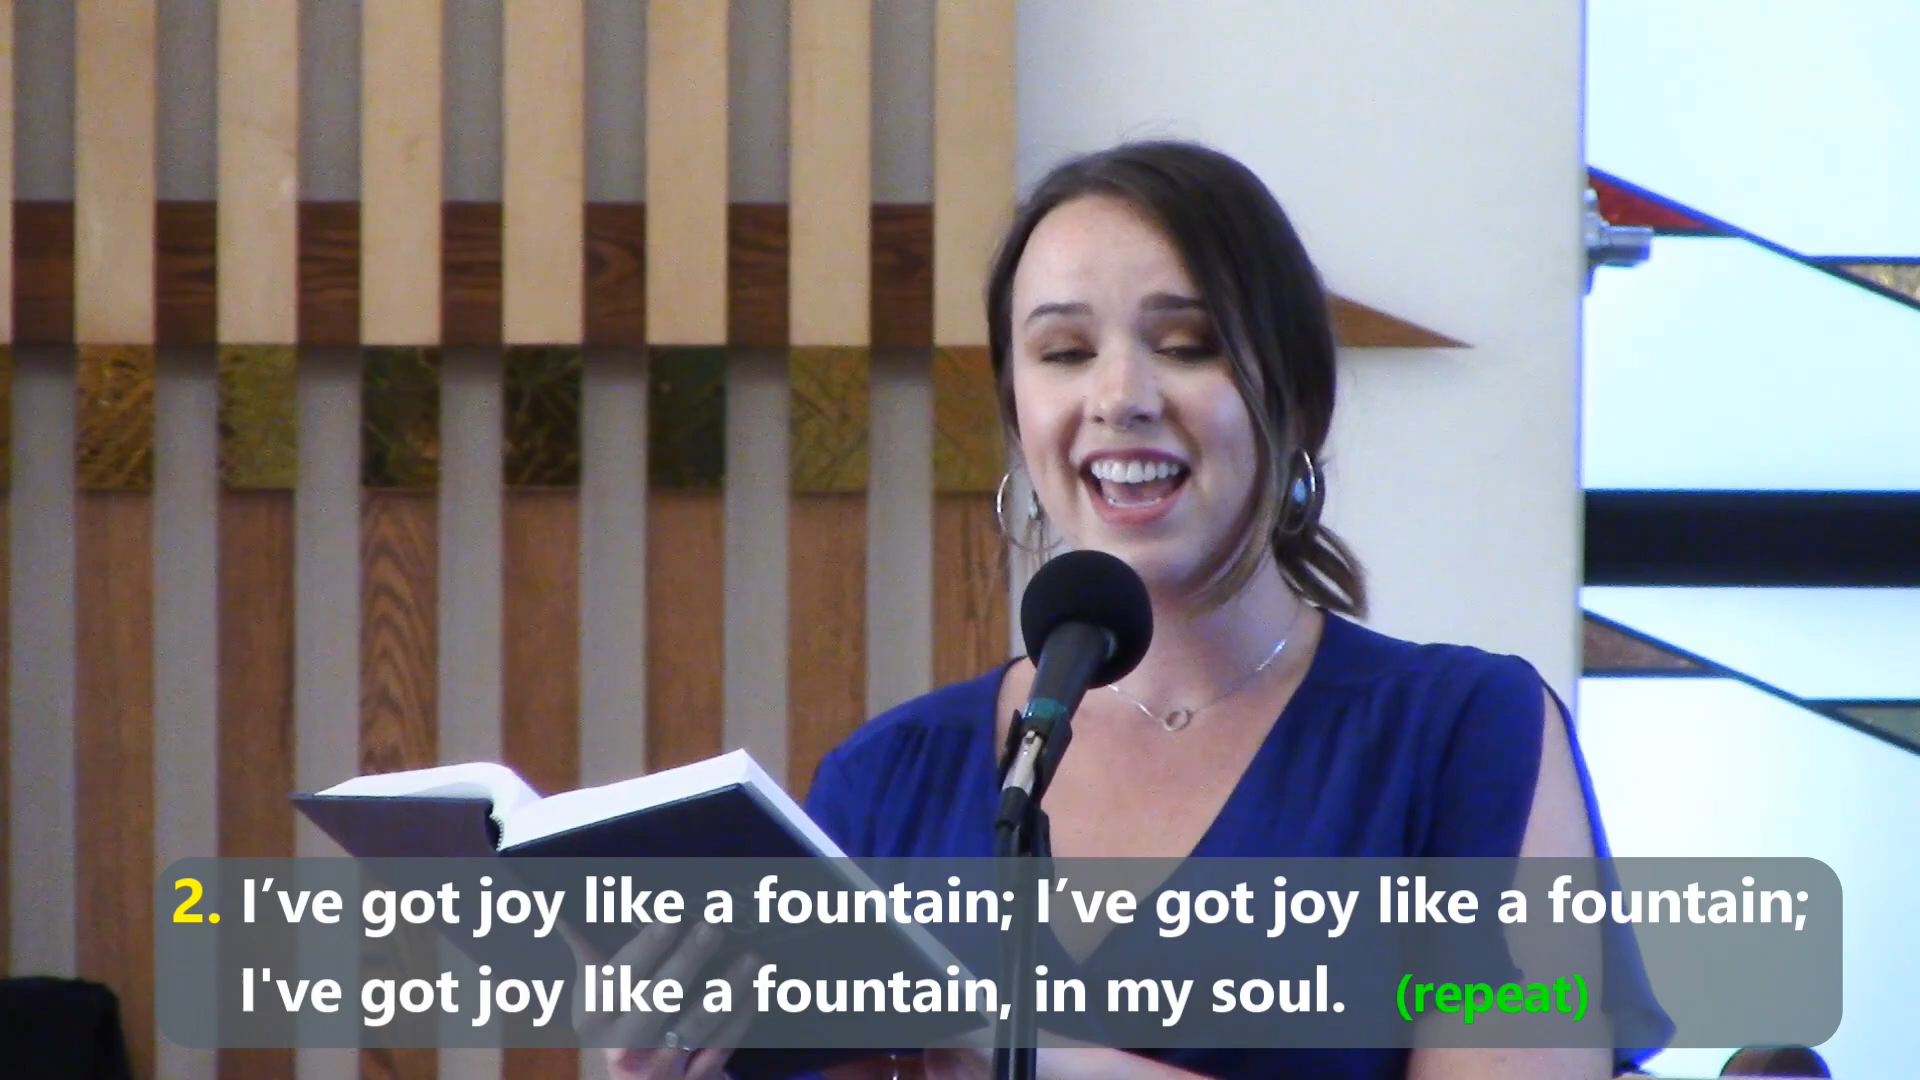 2. I′ve got joy like a fountain; I′ve got joy like a fountain;
I've got joy like a fountain, in my soul. (repeat)